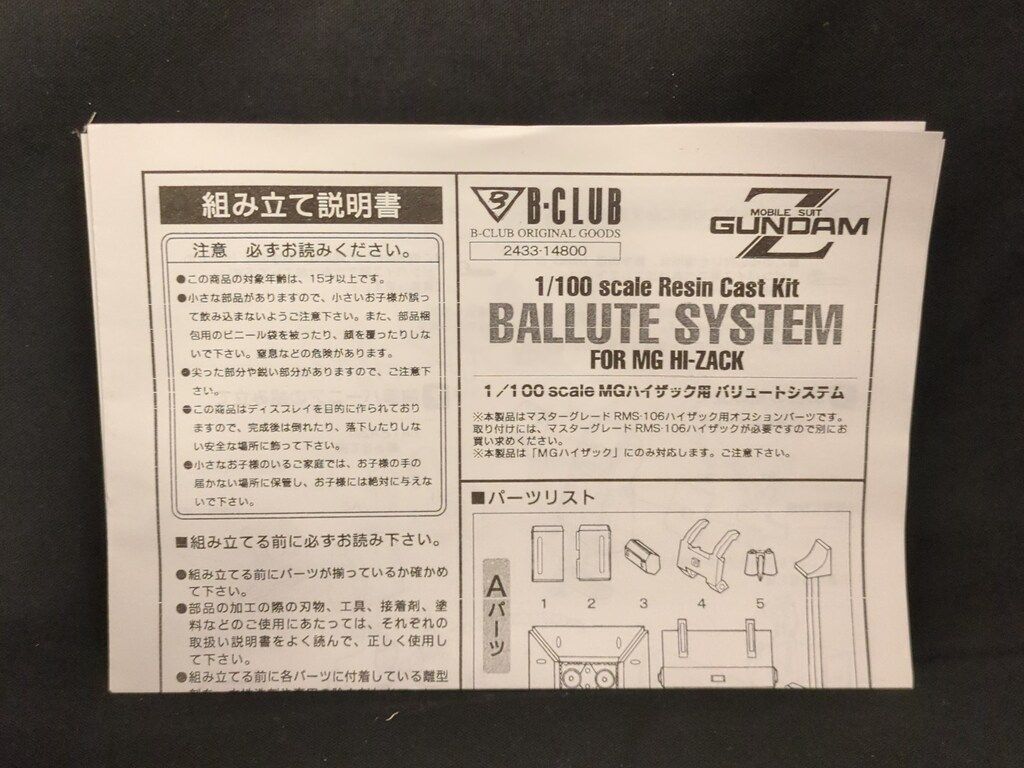 組み立て説明書
注意 必ずお読みください。
●この商品の対象年齢は、15才以上です。
●小さな部品がありますので、小さいお子様が誤っ
て飲み込まないようご注意下さい。また、部品梱
包用のビニール袋を被ったり、顔を覆ったりしな
いで下さい。窒息などの危険があります。
●尖った部分や鋭い部分がありますので、ご注意下
さい。
●この商品はディスプレイを目的に作られており
ますので、完成後は倒れたり、落下したりしな
い安全な場所に飾って下さい。
●小さなお子様のいるご家庭では、お子様の手の
届かない場所に保管し、お子様には絶対に与えな
いで下さい。
■組み立てる前に必ずお読み下さい。
●組み立てる前にパーツが揃っているか確かめ
て下さい。
●部品の加工の際の刃物、工具、接着剤、塗
料などのご使用にあたっては、それぞれの
取扱い説明書をよく読んで、正しく使用し
て下さい。
●組み立てる前に各パーツに付着している離型
B-CLUB
B-CLUB ORIGINAL GOODS
2433-14800
MOBILE SUIT
Z GUNDAM
1/100 scale Resin Cast Kit
BALLUTE SYSTEM
FOR MG HI-ZACK
1/100 scale MGハイザック用 バリュートシステム
※本製品はマスターグレード RMS-106ハイザック用オプションパーツです。
取り付けには、マスターグレード RMS-106ハイザックが必要ですので別にお
買い求めください。
※本製品は「MGハイザック」にのみ対応します。ご注意下さい。
■パーツリスト
Aパーツ
1 2 3 4 5